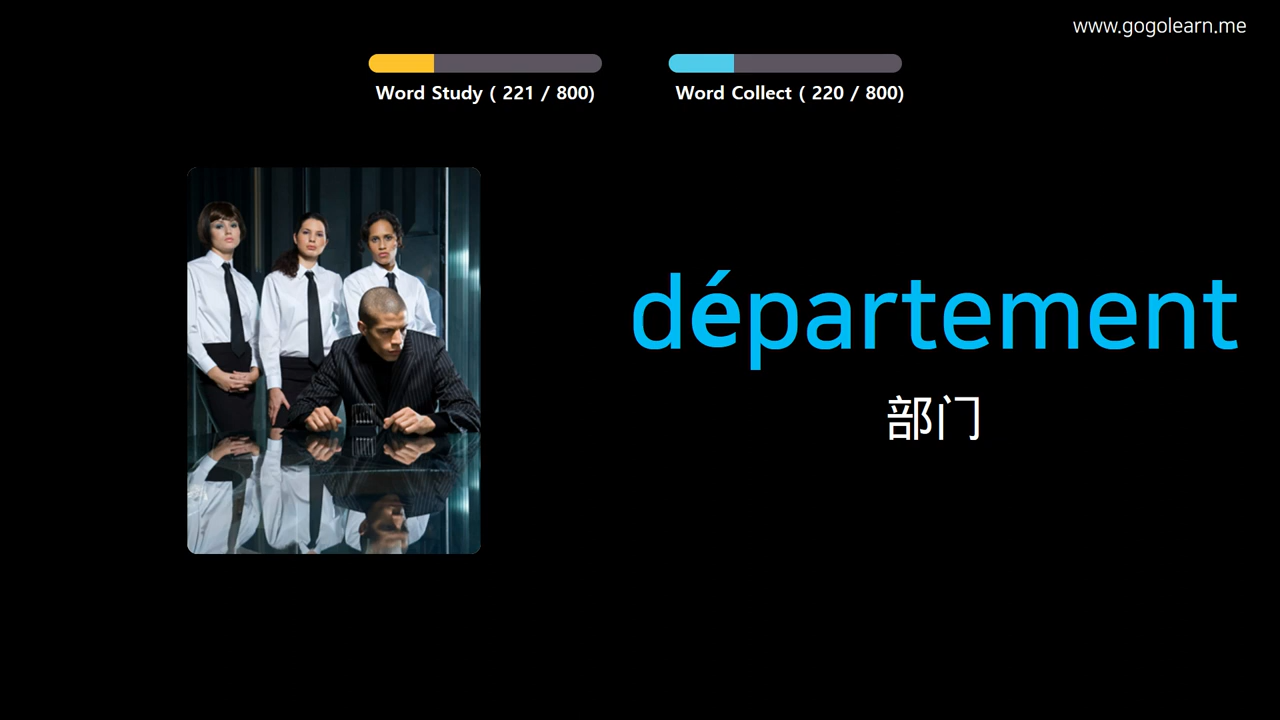 www.gogolearn.me
Word Study ( 221 / 800)
Word Collect ( 220 / 800)
département
部门